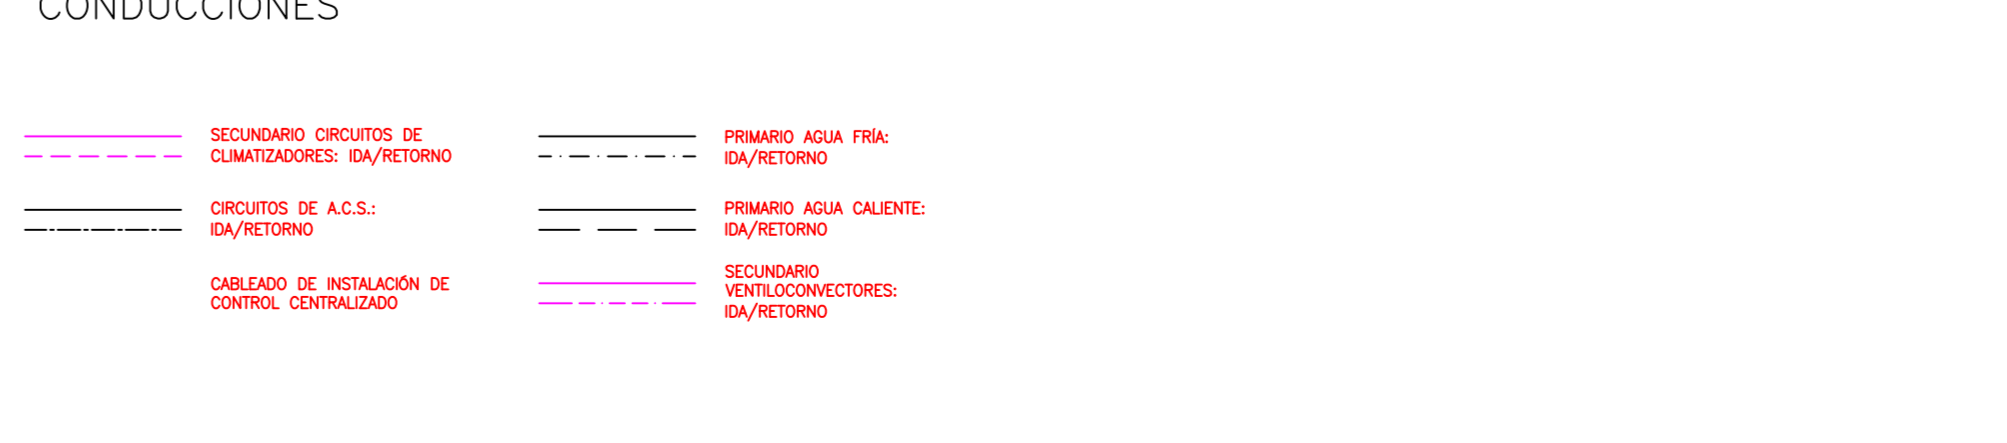 CONDUCCIONES
SECUNDARIO CIRCUITOS DE
CLIMATIZADORES: IDA/RETORNO
CIRCUITOS DE A.C.S.:
IDA/RETORNO
CABLEADO DE INSTALACIÓN DE
CONTROL CENTRALIZADO
PRIMARIO AGUA FRÍA:
IDA/RETORNO
PRIMARIO AGUA CALIENTE:
IDA/RETORNO
SECUNDARIO
VENTILOCONVECTORES:
IDA/RETORNO